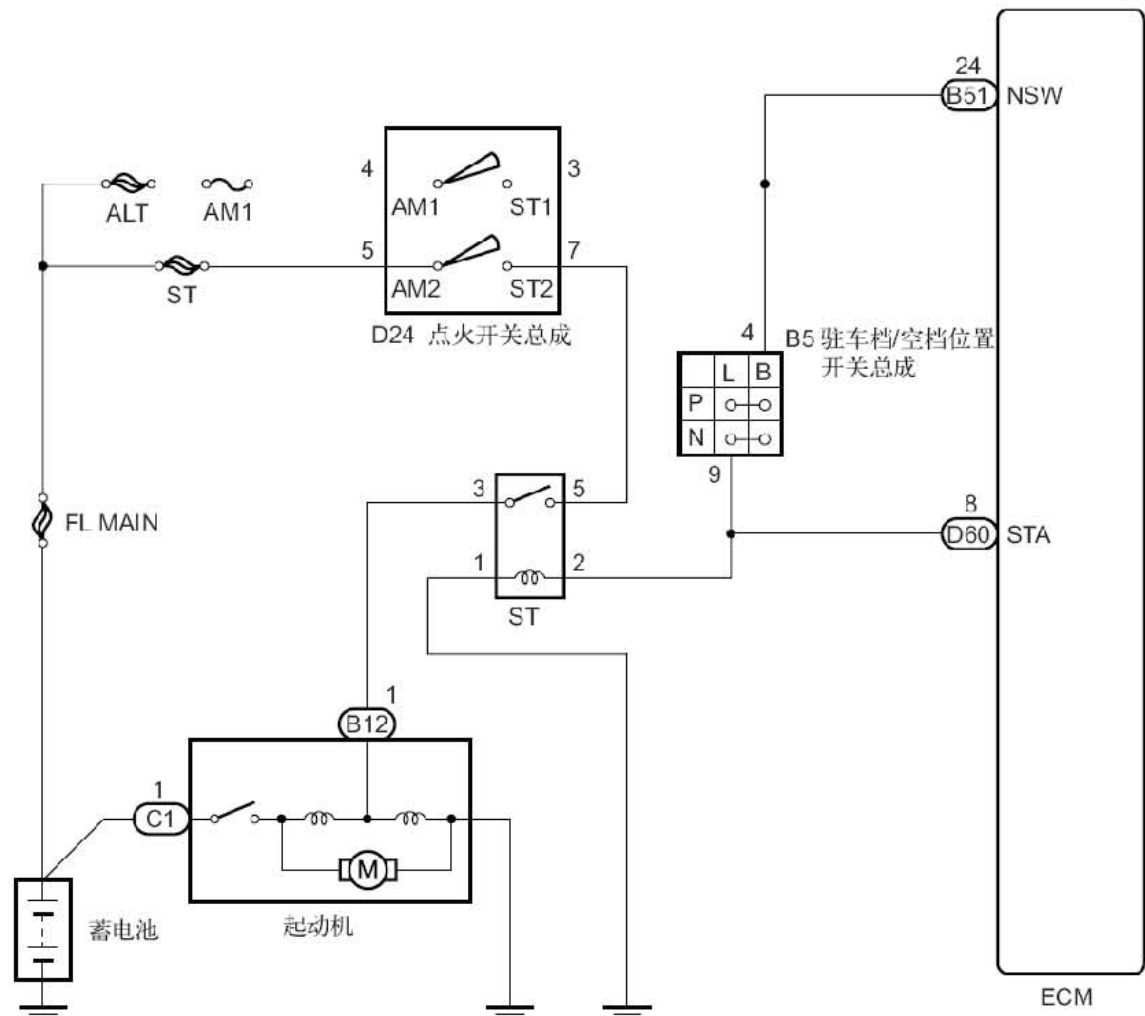 24
B51 NSW
4 3
AM1 ST1
ALT AM1
5 7
AM2 ST2
ST
D24 点火开关总成
4 B5 驻车档/空档位置
开关总成
L B
P
N
9
3 5
FL MAIN
8
D60 STA
1 2
ST
1
B12
1
C1
M
蓄电池
起动机
ECM